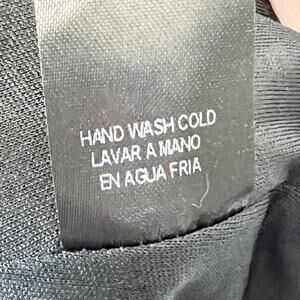 HAND WASH COLD
LAVAR A MANO
EN AGUA FRIA